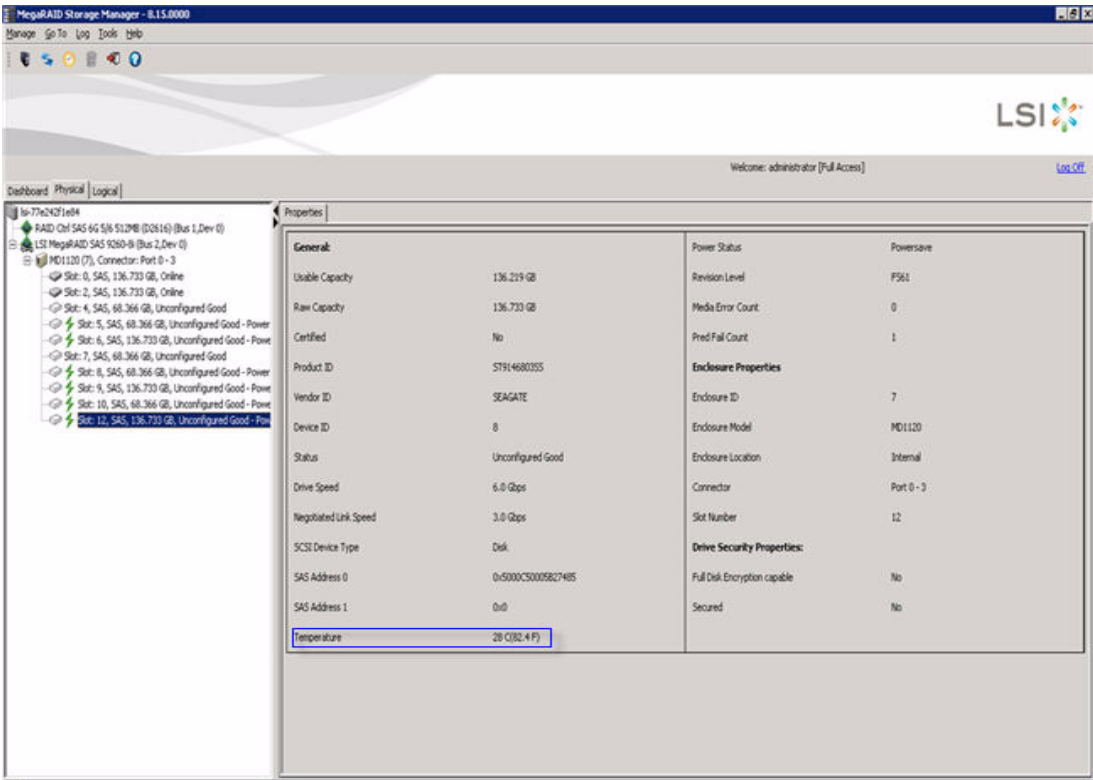 MegaRAID Storage Manager - 8.15.0000
Manage Go To Log Tools Help
LSI
Welcome: administrator [Full Access]
Log Off
Dashboard Physical Logical
lsi-77e242f1e84
RAID Ctrl SAS 6G 5/6 512MB (D2616) (Bus 1,Dev 0)
LSI MegaRAID SAS 9260-8i (Bus 2,Dev 0)
MD1120 (7), Connector: Port 0 - 3
Slot: 0, SAS, 136.733 GB, Online
Slot: 2, SAS, 136.733 GB, Online
Slot: 4, SAS, 68.366 GB, Unconfigured Good
Slot: 5, SAS, 68.366 GB, Unconfigured Good - Power
Slot: 6, SAS, 136.733 GB, Unconfigured Good - Powe
Slot: 7, SAS, 68.366 GB, Unconfigured Good
Slot: 8, SAS, 68.366 GB, Unconfigured Good - Power
Slot: 9, SAS, 136.733 GB, Unconfigured Good - Powe
Slot: 10, SAS, 68.366 GB, Unconfigured Good - Powe
Slot: 12, SAS, 136.733 GB, Unconfigured Good - Pow
Properties
General:
Usable Capacity 136.219 GB
Raw Capacity 136.733 GB
Certified No
Product ID ST9146803SS
Vendor ID SEAGATE
Device ID 8
Status Unconfigured Good
Drive Speed 6.0 Gbps
Negotiated Link Speed 3.0 Gbps
SCSI Device Type Disk
SAS Address 0 0x5000C50005B27485
SAS Address 1 0x0
Temperature 28 C(82.4 F)
Power Status Powersave
Revision Level FS61
Media Error Count 0
Pred Fail Count 1
Enclosure Properties
Enclosure ID 7
Enclosure Model MD1120
Enclosure Location Internal
Connector Port 0 - 3
Slot Number 12
Drive Security Properties:
Full Disk Encryption capable No
Secured No